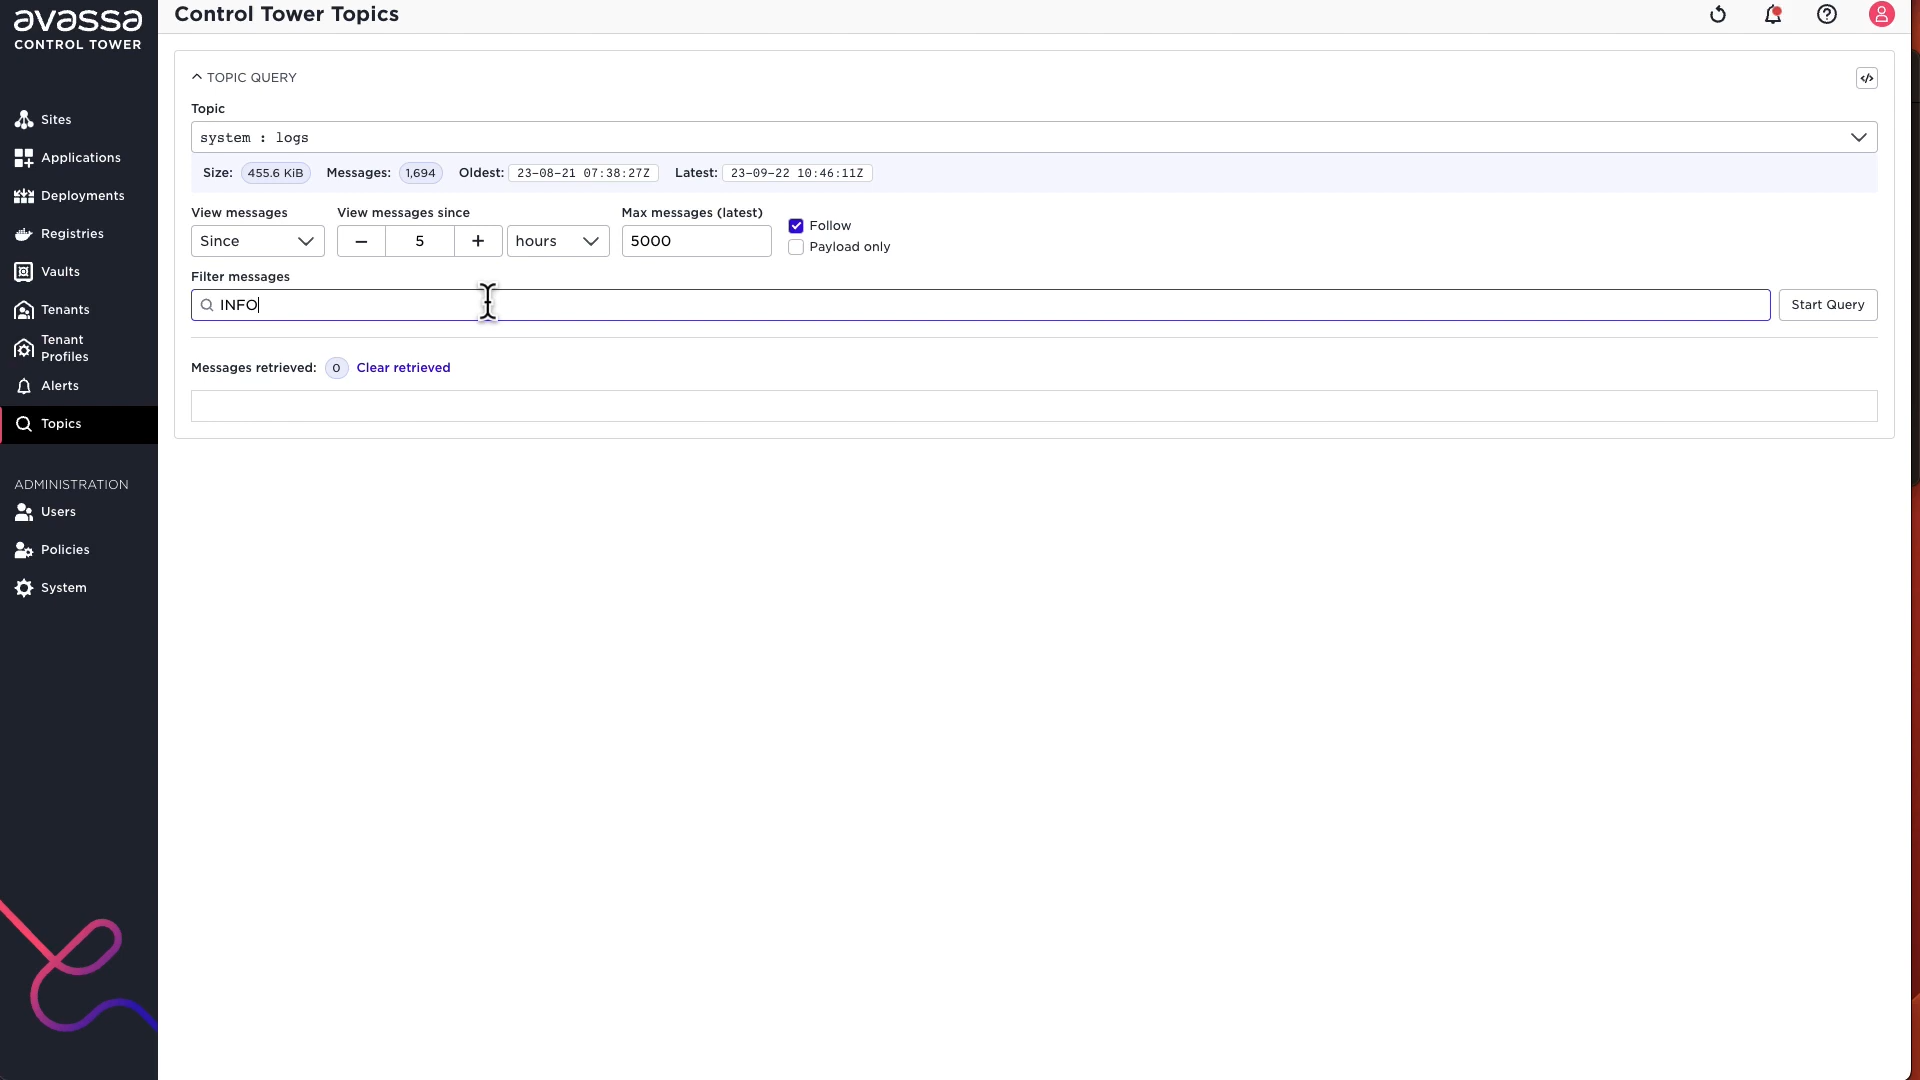 avassa
CONTROL TOWER
Sites
Applications
Deployments
Registries
Vaults
Tenants
Tenant
Profiles
Alerts
Topics
ADMINISTRATION
Users
Policies
System
Control Tower Topics
TOPIC QUERY
Topic
system : logs
Size: 455.6 KiB Messages: 1,694 Oldest: 23-08-21 07:38:27Z Latest: 23-09-22 10:46:11Z
View messages View messages since Max messages (latest)
Since 5 hours 5000
Follow
Payload only
Filter messages
INFO
Start Query
Messages retrieved: 0 Clear retrieved